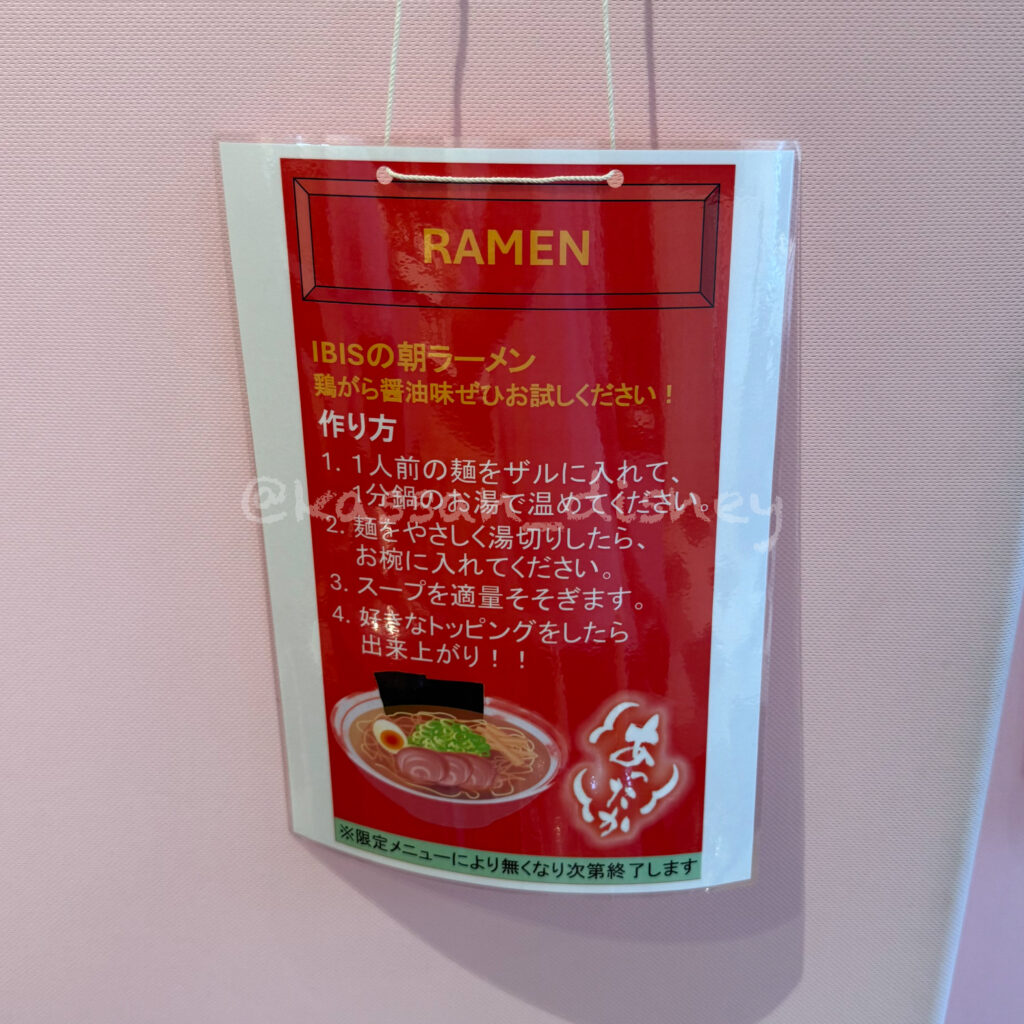 RAMEN
IBISの朝ラーメン
鶏がら醤油味ぜひお試しください！
作り方
1. 1人前の麺をザルに入れて、
1分鍋のお湯で温めてください。
@kassan_disney
2. 麺をやさしく湯切りしたら、
お椀に入れてください。
3. スープを適量そそぎます。
4. 好きなトッピングをしたら
出来上がり！！
あったか
※限定メニューにより無くなり次第終了します